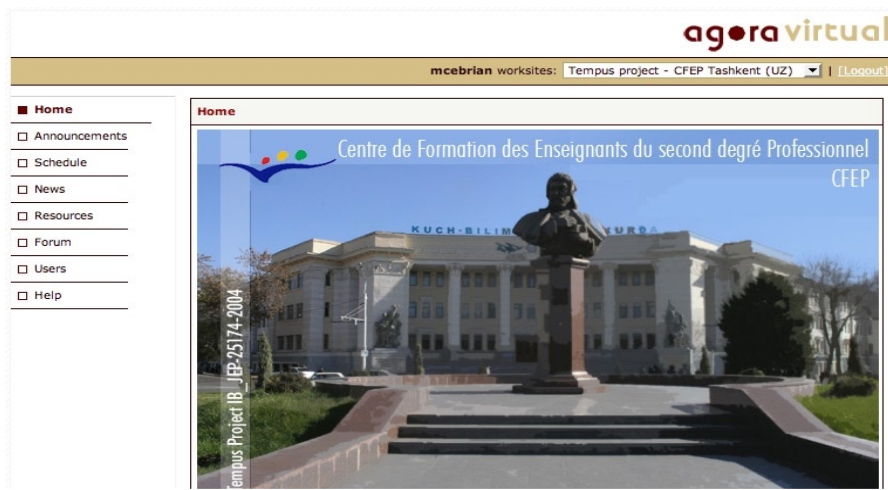 agora virtual
mcebrian worksites: Tempus project - CFEP Tashkent (UZ) | [Logout]
Home
Announcements
Schedule
News
Resources
Forum
Users
Help
Home
Centre de Formation des Enseignants du second degré Professionnel
CFEP
KUCH-BILIM
Tempus Project IB_JEP-25174-2004